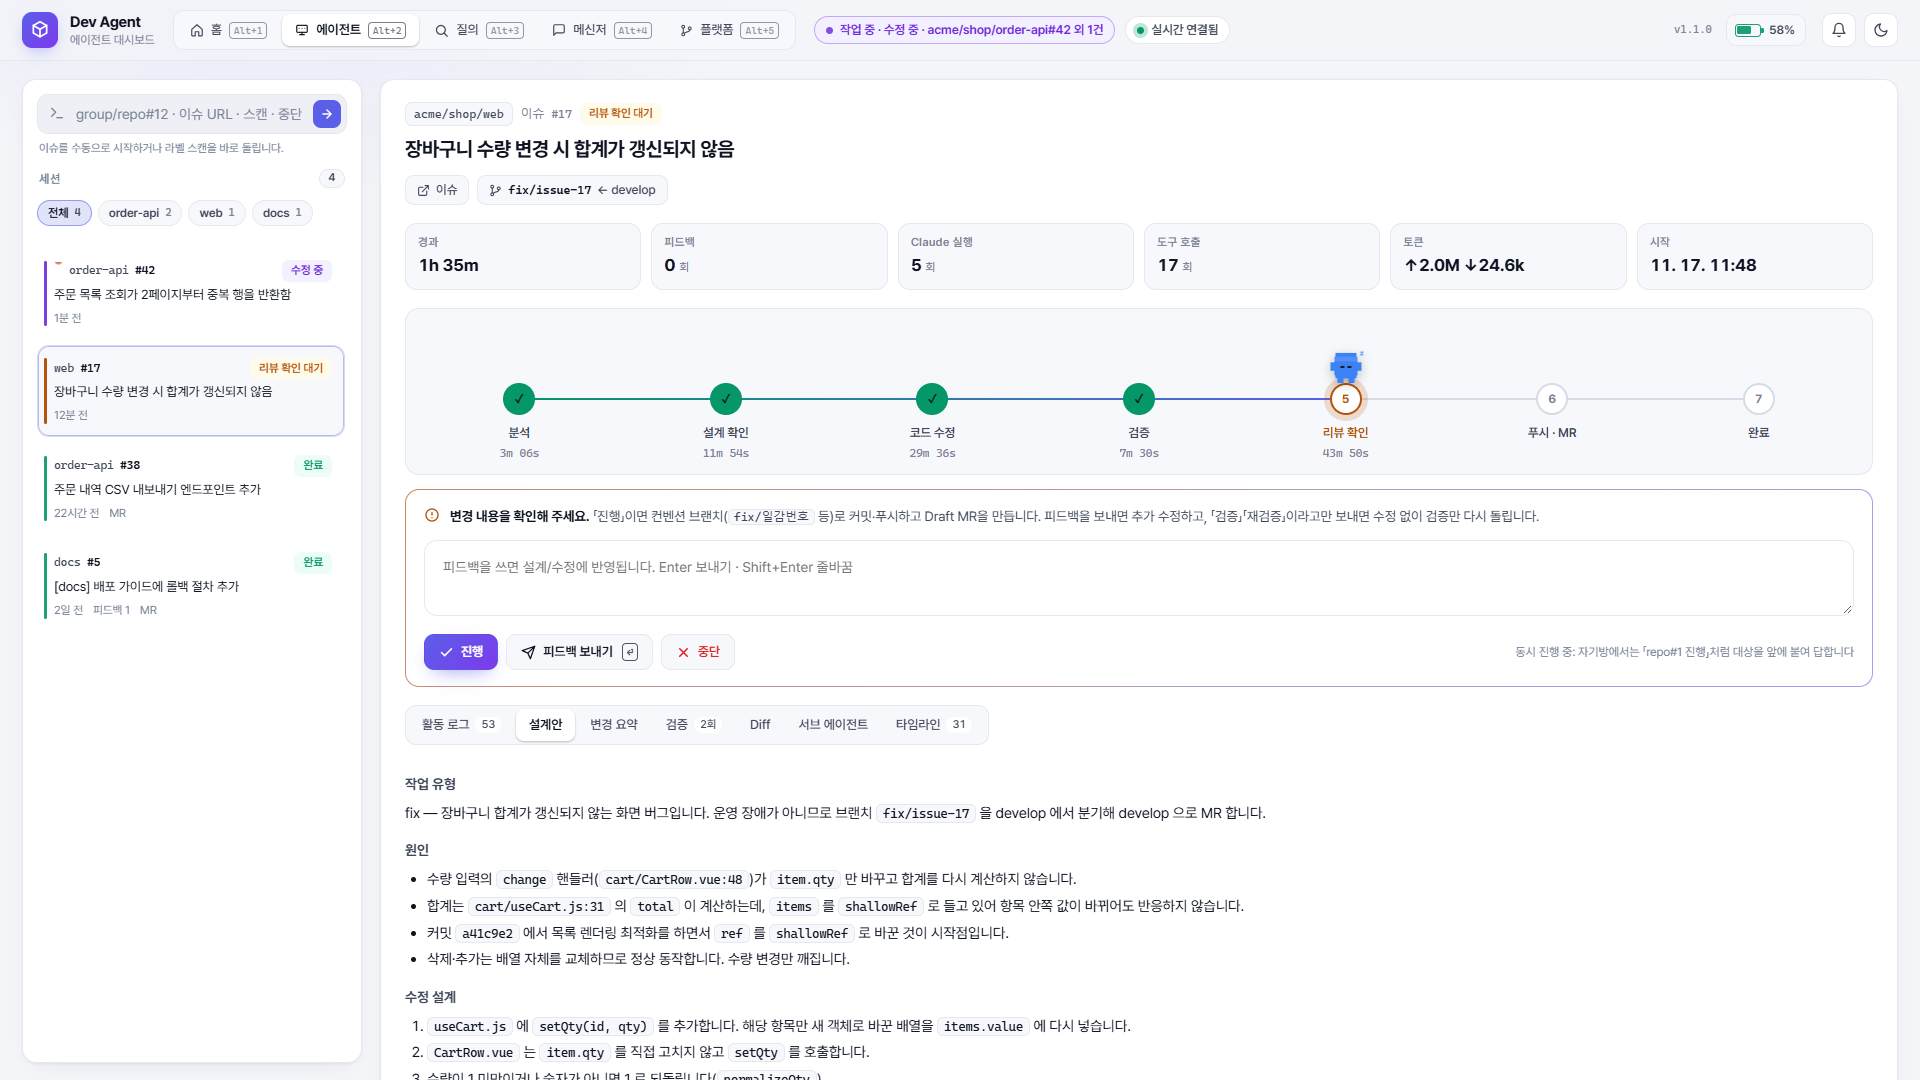 Dev Agent
에이전트 대시보드
홈 Alt+1
에이전트 Alt+2
질의 Alt+3
메신저 Alt+4
플랫폼 Alt+5
작업 중 · 수정 중 · acme/shop/order-api#42 외 1건
실시간 연결됨
v1.1.0
58%
group/repo#12 · 이슈 URL · 스캔 · 중단
이슈를 수동으로 시작하거나 라벨 스캔을 바로 돌립니다.
세션 4
전체 4 order-api 2 web 1 docs 1
order-api #42 수정 중
주문 목록 조회가 2페이지부터 중복 행을 반환함
1분 전
web #17 리뷰 확인 대기
장바구니 수량 변경 시 합계가 갱신되지 않음
12분 전
order-api #38 완료
주문 내역 CSV 내보내기 엔드포인트 추가
22시간 전 MR
docs #5 완료
[docs] 배포 가이드에 롤백 절차 추가
2일 전 피드백 1 MR
acme/shop/web 이슈 #17 리뷰 확인 대기
장바구니 수량 변경 시 합계가 갱신되지 않음
이슈 fix/issue-17 ← develop
경과
1h 35m
피드백
0 회
Claude 실행
5 회
도구 호출
17 회
토큰
↑2.0M ↓24.6k
시작
11. 17. 11:48
✓ ✓ ✓ ✓ 5 6 7
분석 설계 확인 코드 수정 검증 리뷰 확인 푸시 · MR 완료
3m 06s 11m 54s 29m 36s 7m 30s 43m 50s
변경 내용을 확인해 주세요. 「진행」이면 컨벤션 브랜치( fix/일감번호 등)로 커밋·푸시하고 Draft MR을 만듭니다. 피드백을 보내면 추가 수정하고, 「검증」「재검증」이라고만 보내면 수정 없이 검증만 다시 돌립니다.
피드백을 쓰면 설계/수정에 반영됩니다. Enter 보내기 · Shift+Enter 줄바꿈
진행 피드백 보내기 중단
동시 진행 중: 자기방에서는 「repo#1 진행」처럼 대상을 앞에 붙여 답합니다
활동 로그 53 설계안 변경 요약 검증 2회 Diff 서브 에이전트 타임라인 31
작업 유형
fix — 장바구니 합계가 갱신되지 않는 화면 버그입니다. 운영 장애가 아니므로 브랜치 fix/issue-17 을 develop 에서 분기해 develop 으로 MR 합니다.
원인
• 수량 입력의 change 핸들러( cart/CartRow.vue:48 )가 item.qty 만 바꾸고 합계를 다시 계산하지 않습니다.
• 합계는 cart/useCart.js:31 의 total 이 계산하는데, items 를 shallowRef 로 들고 있어 항목 안쪽 값이 바뀌어도 반응하지 않습니다.
• 커밋 a41c9e2 에서 목록 렌더링 최적화를 하면서 ref 를 shallowRef 로 바꾼 것이 시작점입니다.
• 삭제·추가는 배열 자체를 교체하므로 정상 동작합니다. 수량 변경만 깨집니다.
수정 설계
1. useCart.js 에 setQty(id, qty) 를 추가합니다. 해당 항목만 새 객체로 바꾼 배열을 items.value 에 다시 넣습니다.
2. CartRow.vue 는 item.qty 를 직접 고치지 않고 setQty 를 호출합니다.
3. 수량이 1 미만이거나 숫자가 아니면 1 로 되돌립니다( normalizeQty ).